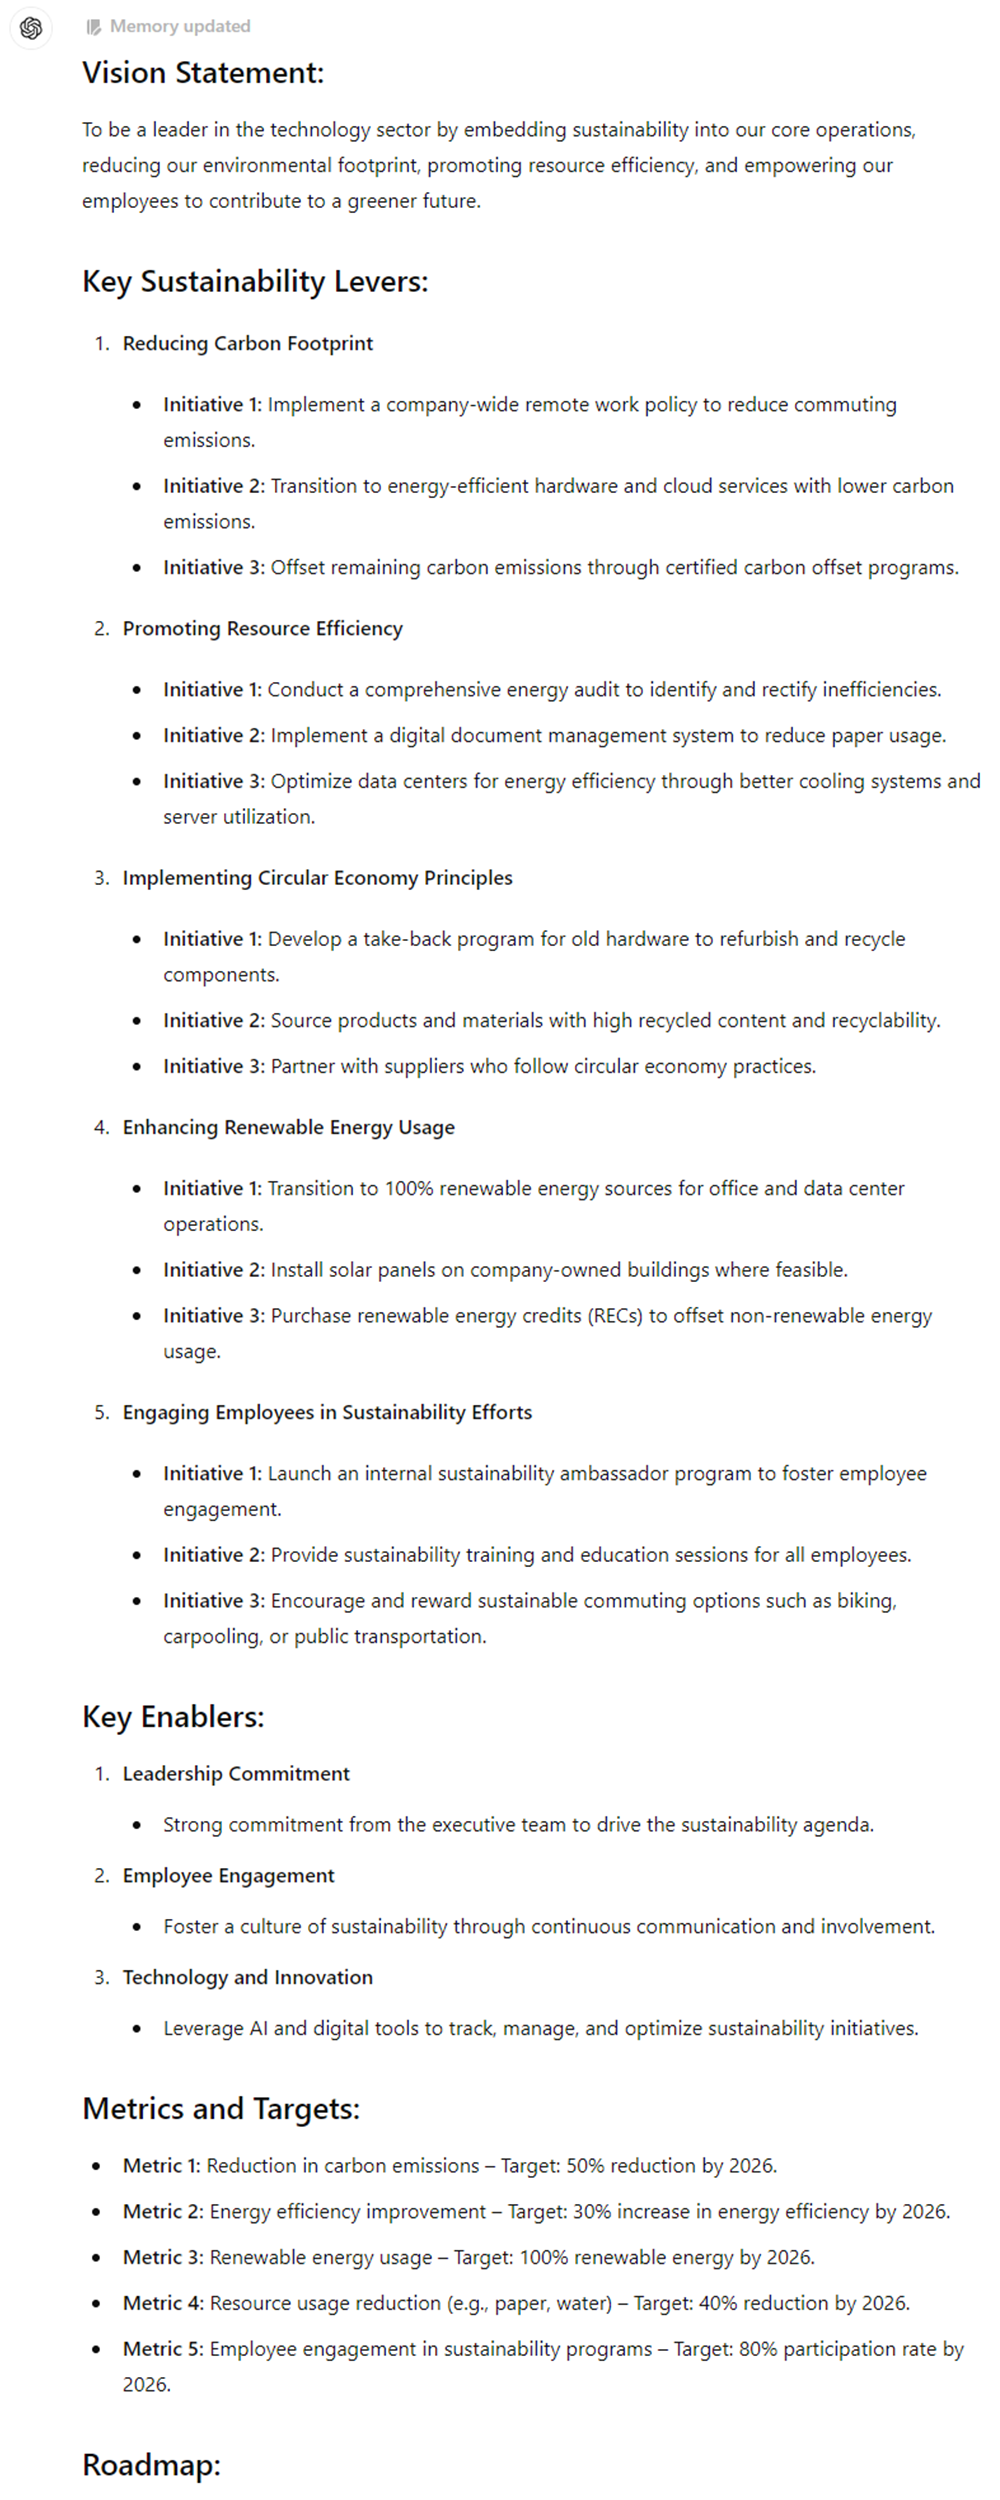 Memory updated
Vision Statement:
To be a leader in the technology sector by embedding sustainability into our core operations,
reducing our environmental footprint, promoting resource efficiency, and empowering our
employees to contribute to a greener future.
Key Sustainability Levers:
1. Reducing Carbon Footprint
• Initiative 1: Implement a company-wide remote work policy to reduce commuting
emissions.
• Initiative 2: Transition to energy-efficient hardware and cloud services with lower carbon
emissions.
• Initiative 3: Offset remaining carbon emissions through certified carbon offset programs.
2. Promoting Resource Efficiency
• Initiative 1: Conduct a comprehensive energy audit to identify and rectify inefficiencies.
• Initiative 2: Implement a digital document management system to reduce paper usage.
• Initiative 3: Optimize data centers for energy efficiency through better cooling systems and
server utilization.
3. Implementing Circular Economy Principles
• Initiative 1: Develop a take-back program for old hardware to refurbish and recycle
components.
• Initiative 2: Source products and materials with high recycled content and recyclability.
• Initiative 3: Partner with suppliers who follow circular economy practices.
4. Enhancing Renewable Energy Usage
• Initiative 1: Transition to 100% renewable energy sources for office and data center
operations.
• Initiative 2: Install solar panels on company-owned buildings where feasible.
• Initiative 3: Purchase renewable energy credits (RECs) to offset non-renewable energy
usage.
5. Engaging Employees in Sustainability Efforts
• Initiative 1: Launch an internal sustainability ambassador program to foster employee
engagement.
• Initiative 2: Provide sustainability training and education sessions for all employees.
• Initiative 3: Encourage and reward sustainable commuting options such as biking,
carpooling, or public transportation.
Key Enablers:
1. Leadership Commitment
• Strong commitment from the executive team to drive the sustainability agenda.
2. Employee Engagement
• Foster a culture of sustainability through continuous communication and involvement.
3. Technology and Innovation
• Leverage AI and digital tools to track, manage, and optimize sustainability initiatives.
Metrics and Targets:
• Metric 1: Reduction in carbon emissions – Target: 50% reduction by 2026.
• Metric 2: Energy efficiency improvement – Target: 30% increase in energy efficiency by 2026.
• Metric 3: Renewable energy usage – Target: 100% renewable energy by 2026.
• Metric 4: Resource usage reduction (e.g., paper, water) – Target: 40% reduction by 2026.
• Metric 5: Employee engagement in sustainability programs – Target: 80% participation rate by
2026.
Roadmap: